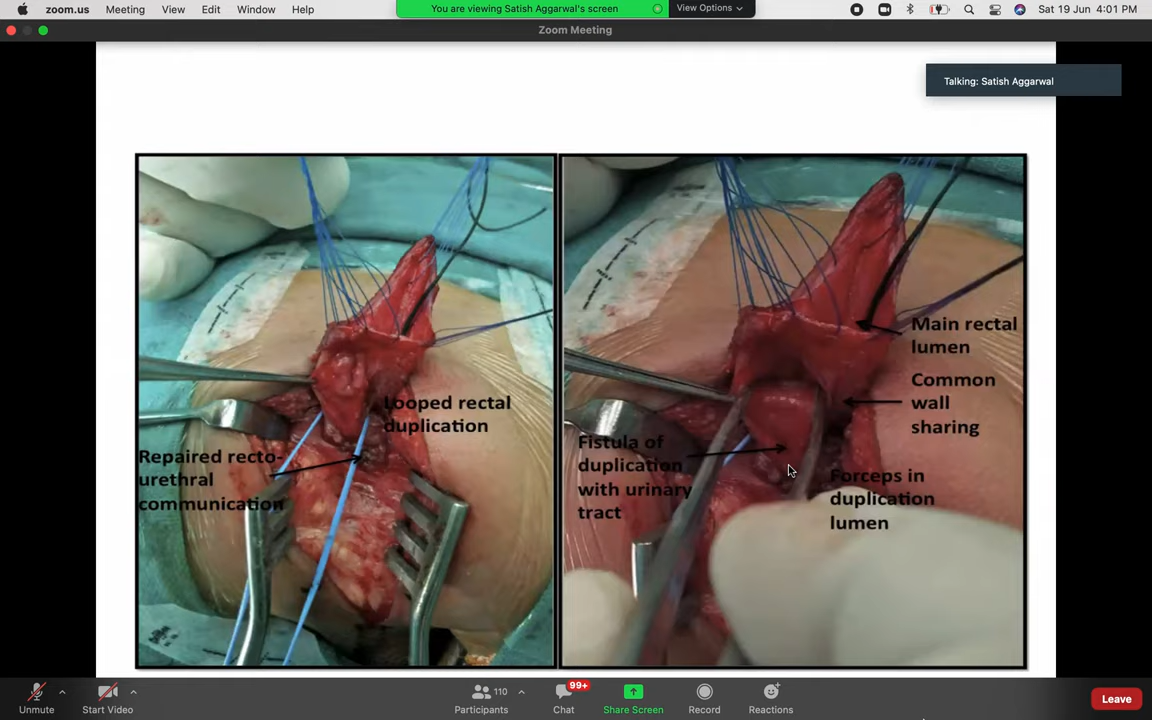 zoom.us Meeting View Edit Window Help
You are viewing Satish Aggarwal's screen
View Options
Sat 19 Jun 4:01 PM
Zoom Meeting
Talking: Satish Aggarwal
Looped rectal
duplication
Repaired recto-
urethral
communication
Main rectal
lumen
Common
wall
sharing
Fistula of
duplication
with urinary
tract
Forceps in
duplication
lumen
Unmute
Start Video
110
Participants
99+
Chat
Share Screen
Record
Reactions
Leave